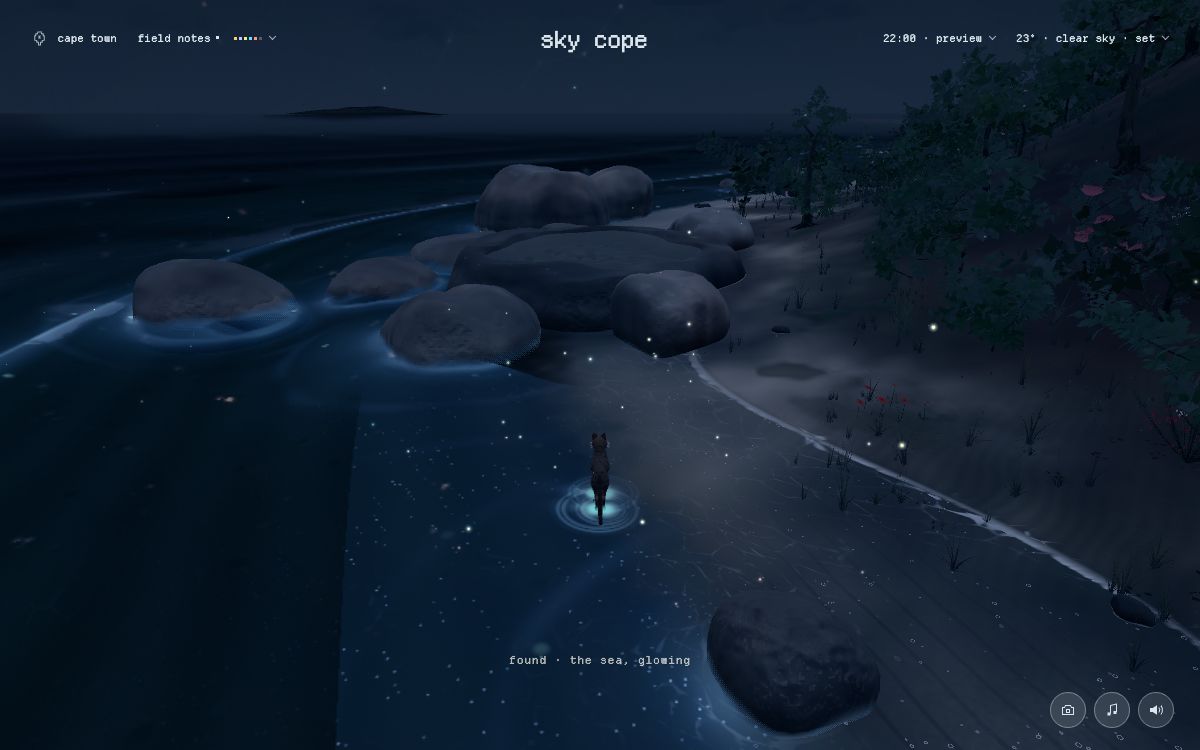 cape town
field notes
sky cope
22:00 · preview
23° · clear sky · set
found · the sea, glowing